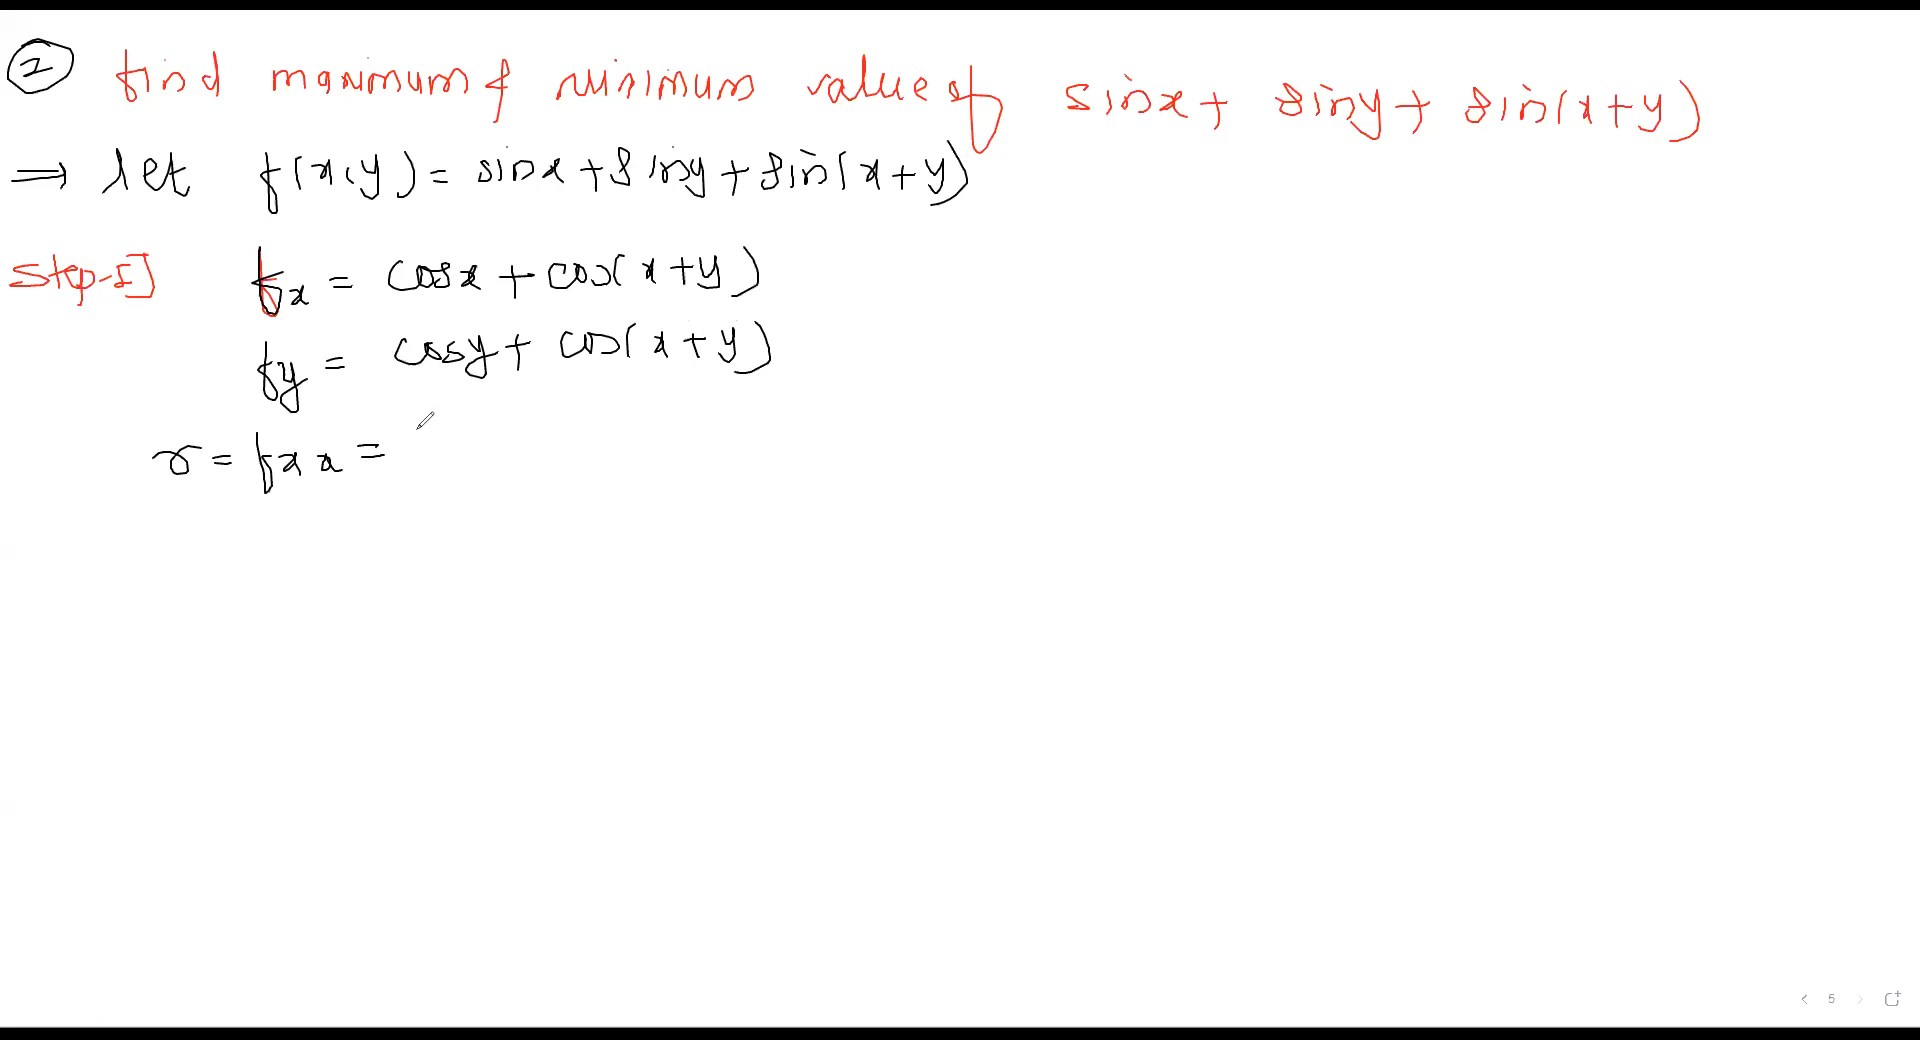 ② find maximum & minimum value of sinx + siny + sin(x+y)
⇒ let f(x,y) = sinx + siny + sin(x+y)
Step-I] fx = cosx + cos(x+y)
fy = cosy + cos(x+y)
r = fxx =
5